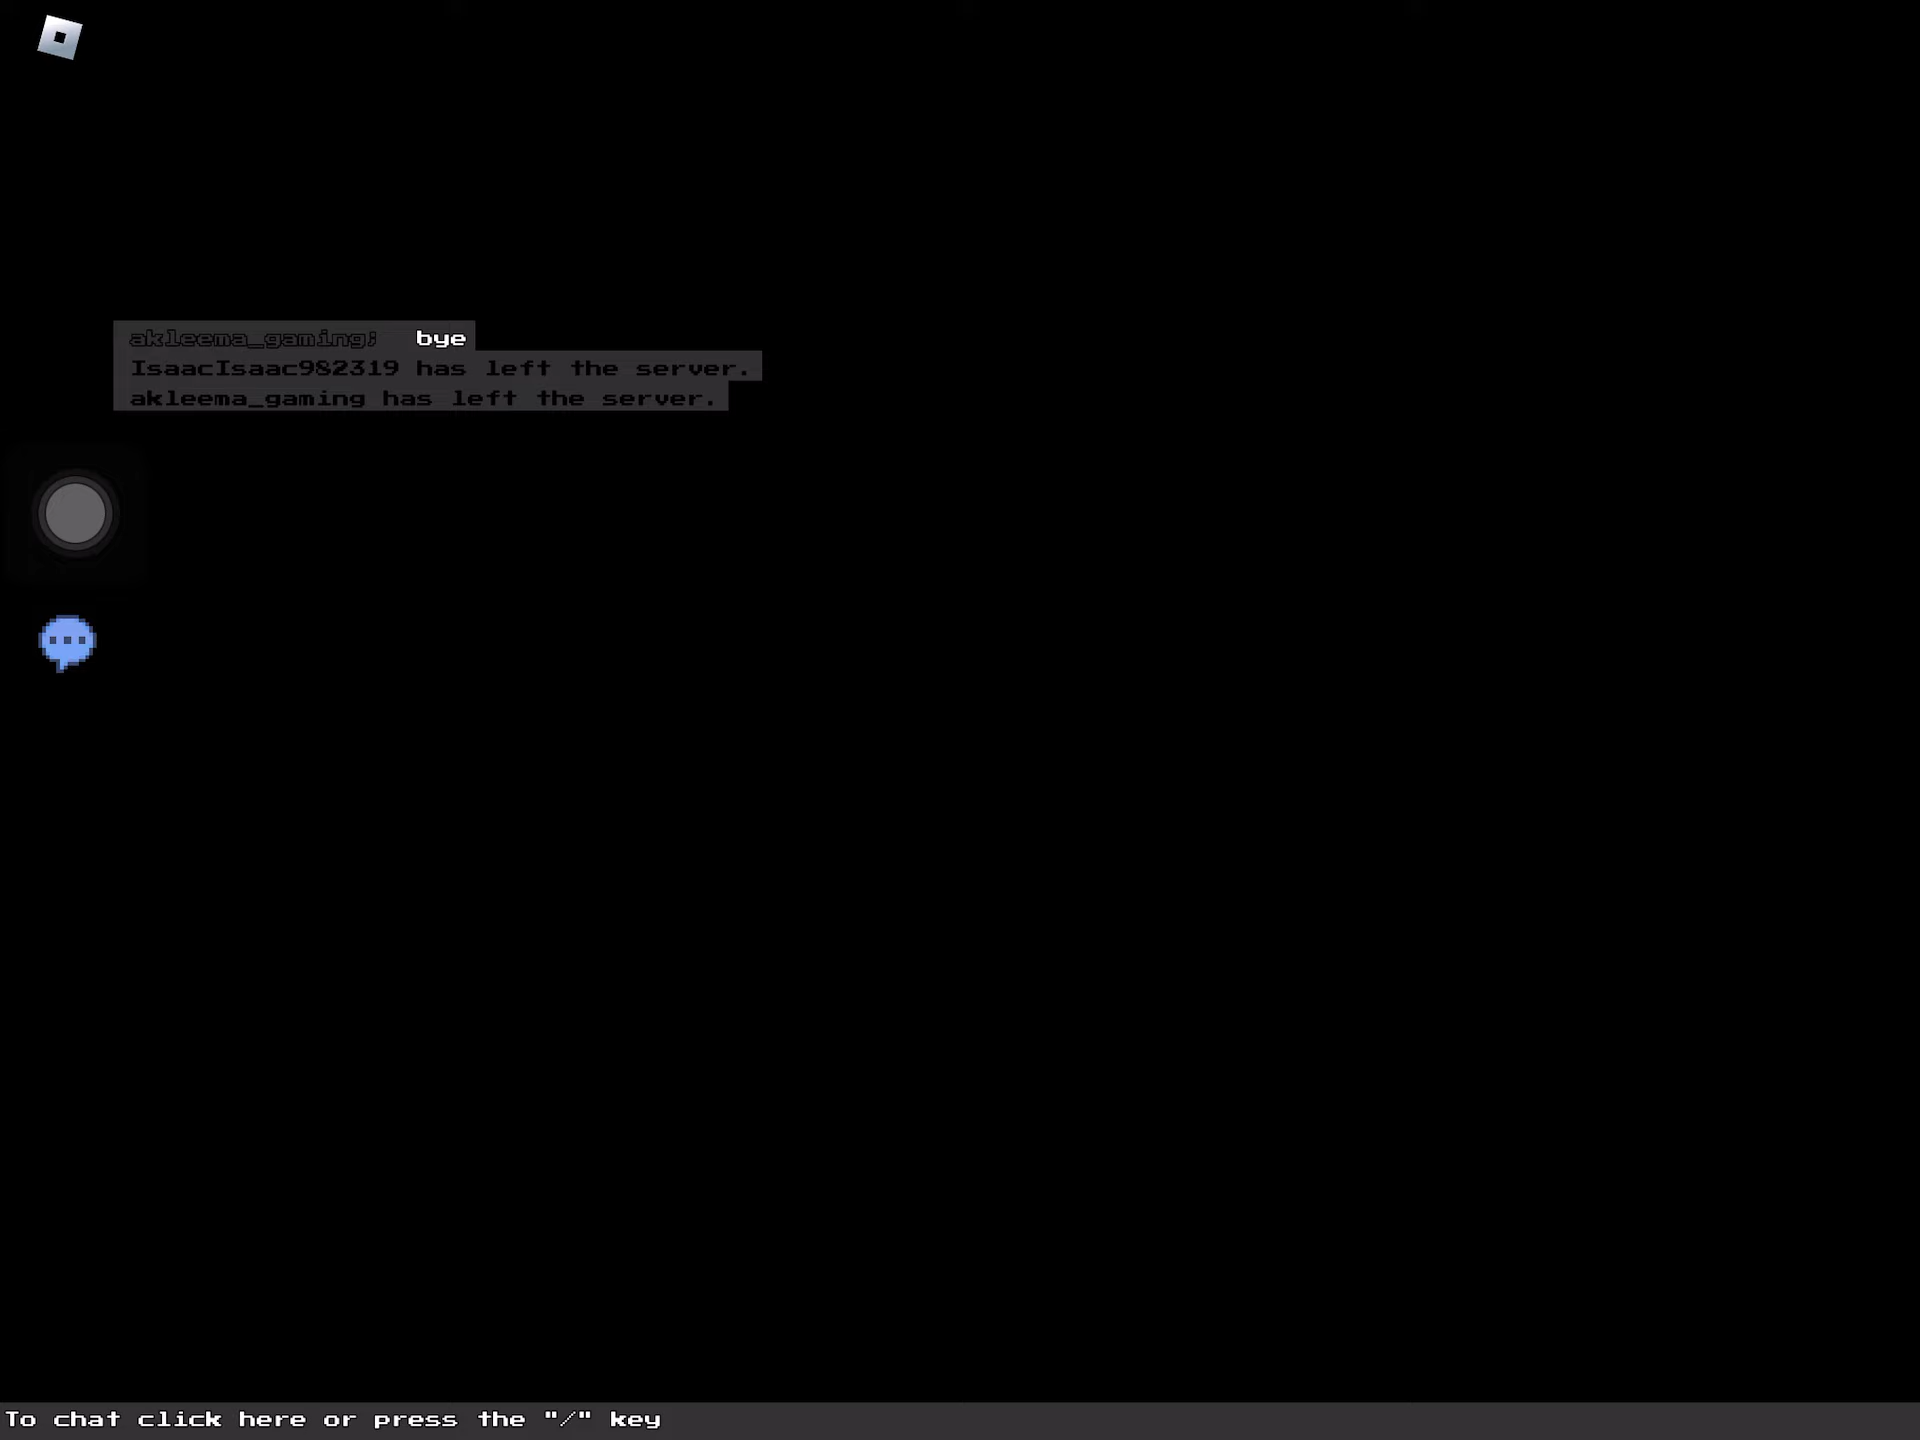 akleema_gaming; bye
IsaacIsaac982319 has left the server.
akleema_gaming has left the server.
To chat click here or press the "/" key